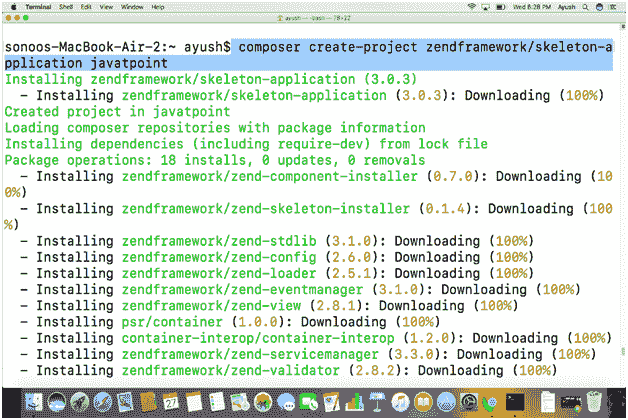 Terminal Shell Edit View Window Help Wed 6:28 PM Ayush
ayush — -bash — 78×22
sonoos-MacBook-Air-2:~ ayush$ composer create-project zendframework/skeleton-a
pplication javatpoint
Installing zendframework/skeleton-application (3.0.3)
- Installing zendframework/skeleton-application (3.0.3): Downloading (100%)
Created project in javatpoint
Loading composer repositories with package information
Installing dependencies (including require-dev) from lock file
Package operations: 18 installs, 0 updates, 0 removals
- Installing zendframework/zend-component-installer (0.7.0): Downloading (10
0%)
- Installing zendframework/zend-skeleton-installer (0.1.4): Downloading (100
%)
- Installing zendframework/zend-stdlib (3.1.0): Downloading (100%)
- Installing zendframework/zend-config (2.6.0): Downloading (100%)
- Installing zendframework/zend-loader (2.5.1): Downloading (100%)
- Installing zendframework/zend-eventmanager (3.1.0): Downloading (100%)
- Installing zendframework/zend-view (2.8.1): Downloading (100%)
- Installing psr/container (1.0.0): Downloading (100%)
- Installing container-interop/container-interop (1.2.0): Downloading (100%)
- Installing zendframework/zend-servicemanager (3.3.0): Downloading (100%)
- Installing zendframework/zend-validator (2.8.2): Downloading (100%)
27